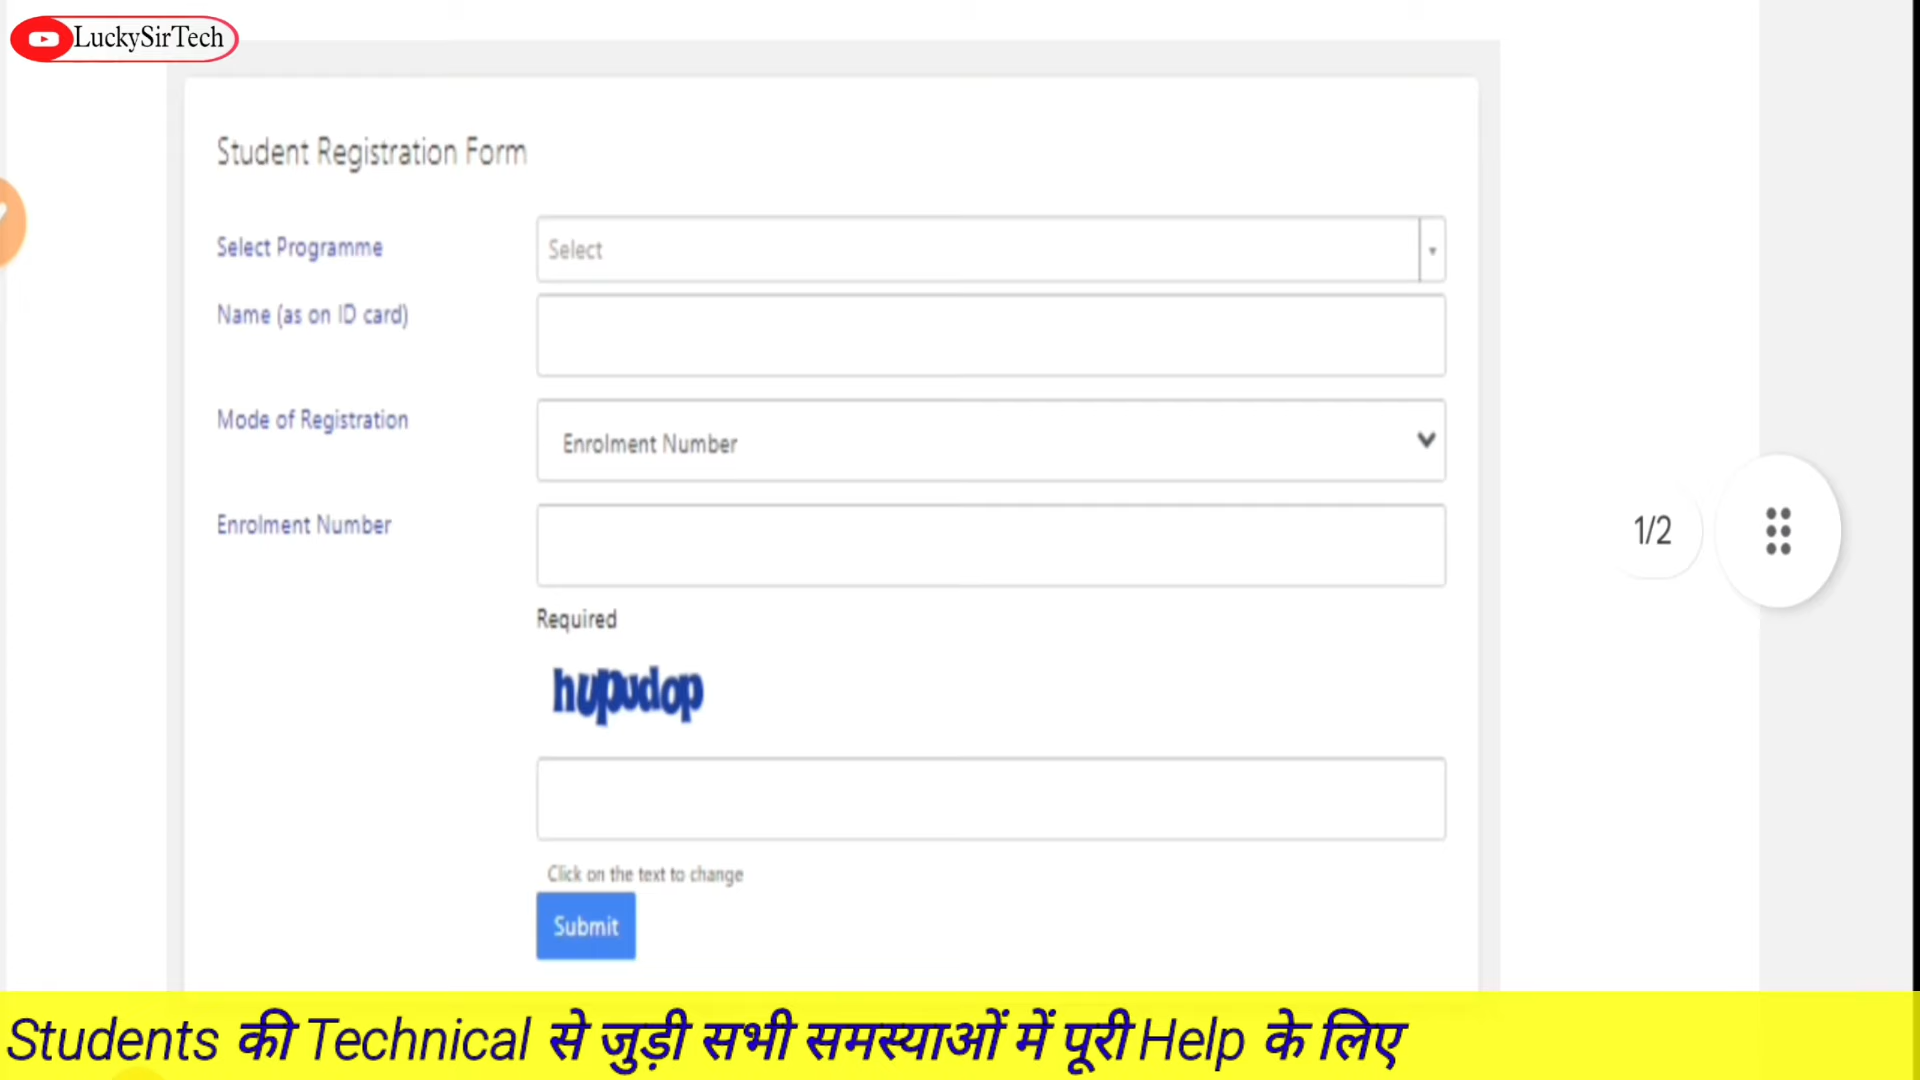 LuckySirTech
Student Registration Form
Select Programme
Select
Name (as on ID card)
Mode of Registration
Enrolment Number
Enrolment Number
Required
hupudop
Click on the text to change
Submit
1/2
Students की Technical से जुड़ी सभी समस्याओं में पूरी Help के लिए